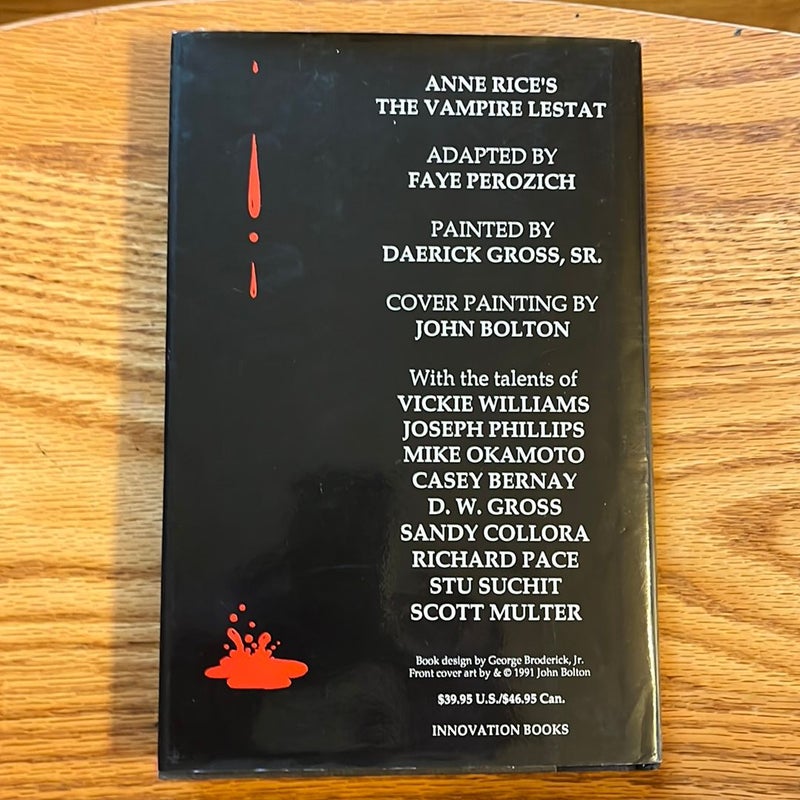 ANNE RICE'S
THE VAMPIRE LESTAT
ADAPTED BY
FAYE PEROZICH
PAINTED BY
DAERICK GROSS, SR.
COVER PAINTING BY
JOHN BOLTON
With the talents of
VICKIE WILLIAMS
JOSEPH PHILLIPS
MIKE OKAMOTO
CASEY BERNAY
D. W. GROSS
SANDY COLLORA
RICHARD PACE
STU SUCHIT
SCOTT MULTER
Book design by George Broderick, Jr.
Front cover art by & © 1991 John Bolton
$39.95 U.S./$46.95 Can.
INNOVATION BOOKS